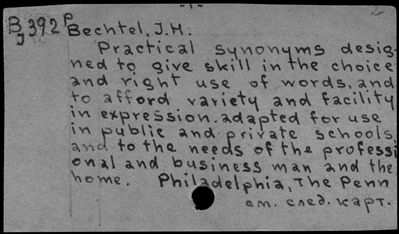 -1-
B392P
J
Bechtel, J.H.
Practical synonyms desig-
ned to give skill in the choice
and right use of words, and
to afford variety and facility
in expression. adapted for use
in public and private schools,
and to the needs of the professi
onal and business man and the
home. Philadelphia, The Penn
см. след. карт.